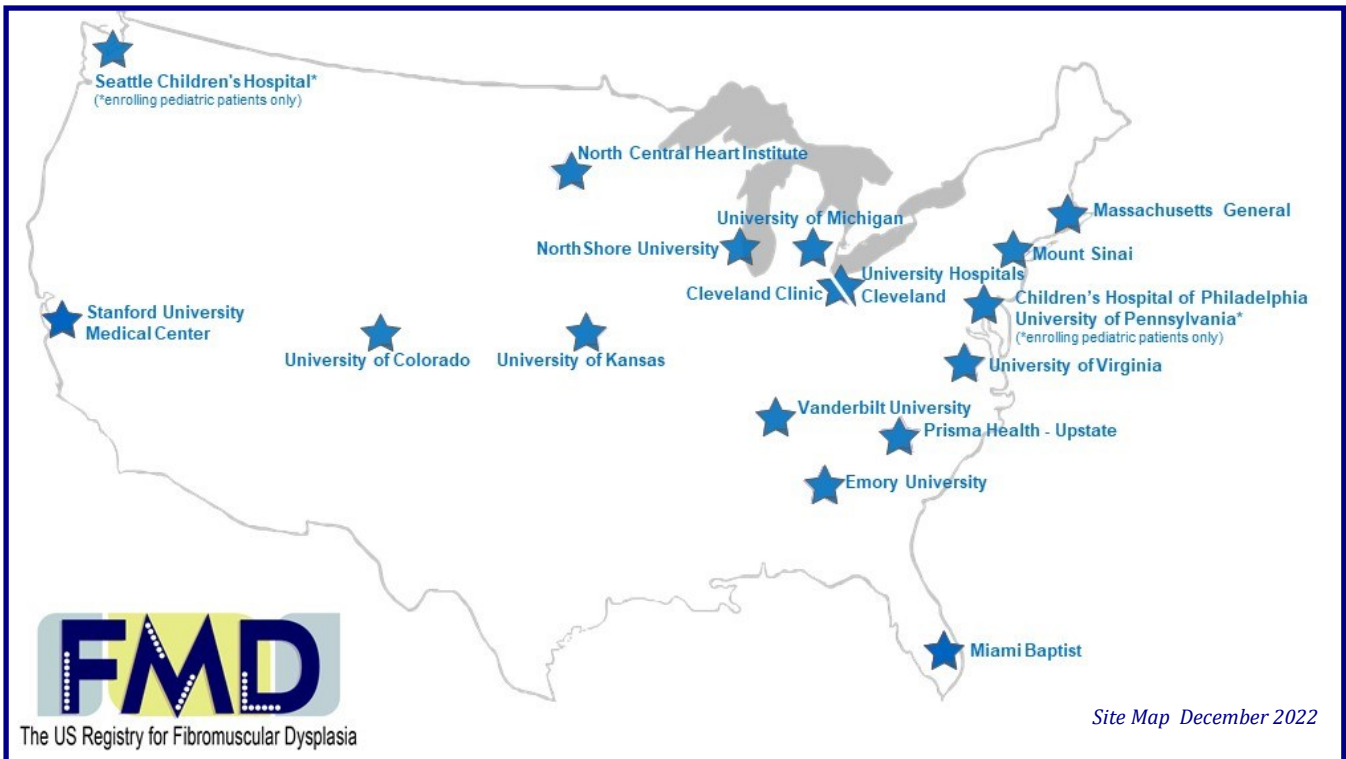 Seattle Children's Hospital*
(*enrolling pediatric patients only)
North Central Heart Institute
University of Michigan
Massachusetts General
North Shore University
Mount Sinai
University Hospitals
Cleveland
Cleveland Clinic
Children's Hospital of Philadelphia
University of Pennsylvania*
(*enrolling pediatric patients only)
Stanford University
Medical Center
University of Colorado
University of Kansas
University of Virginia
Vanderbilt University
Prisma Health - Upstate
Emory University
Miami Baptist
FMD
The US Registry for Fibromuscular Dysplasia
Site Map December 2022